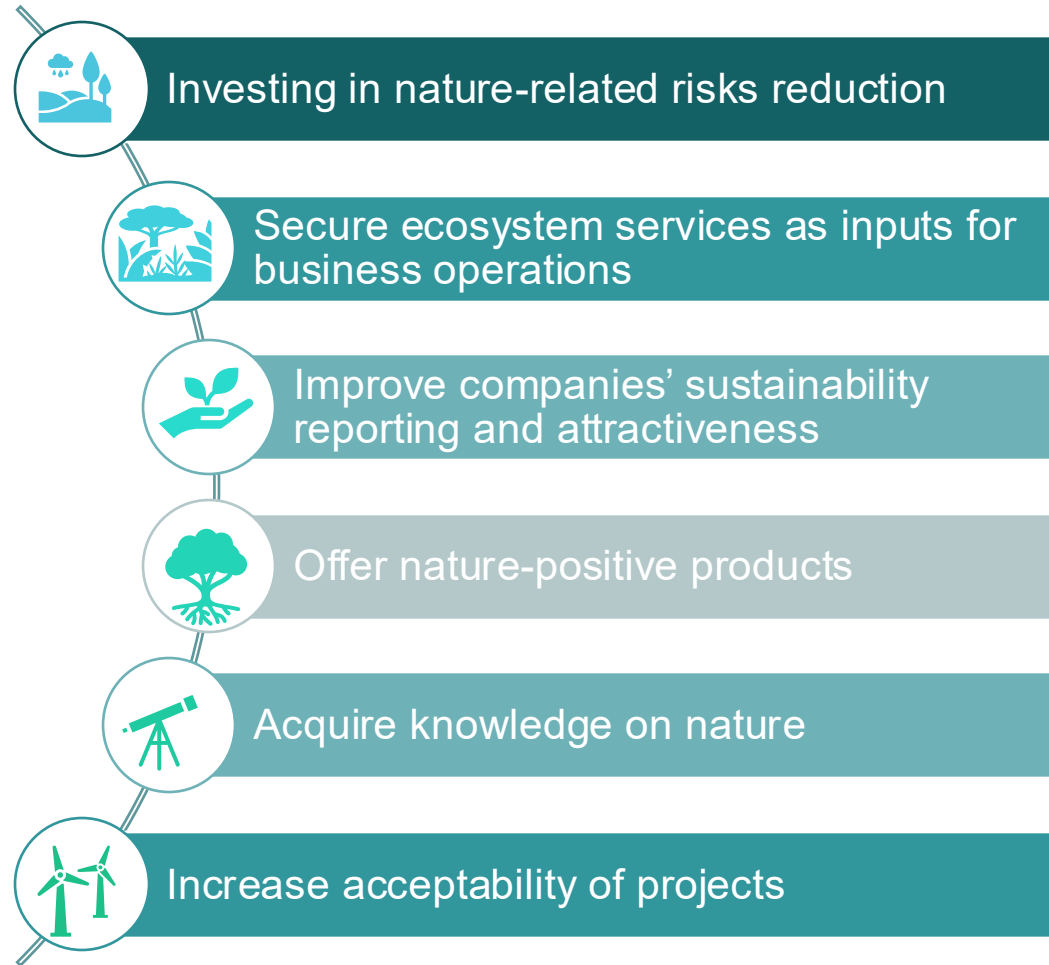 Investing in nature-related risks reduction
Secure ecosystem services as inputs for
business operations
Improve companies’ sustainability
reporting and attractiveness
Offer nature-positive products
Acquire knowledge on nature
Increase acceptability of projects